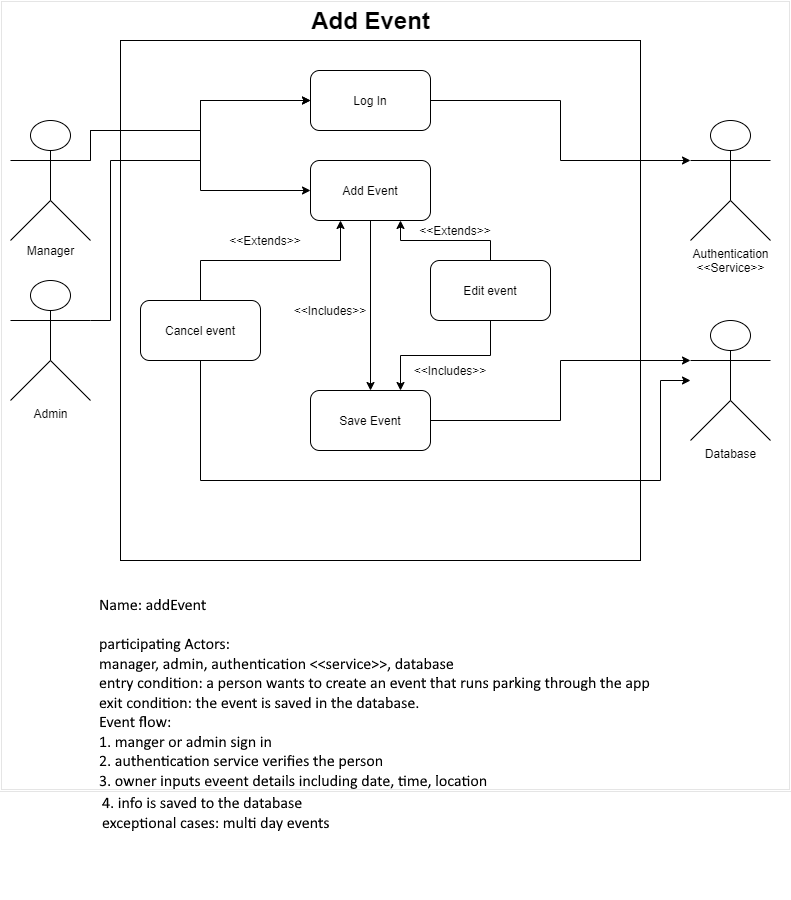 Add Event
Log In
Manager
Add Event
Authentication
<<Service>>
<<Extends>>
<<Extends>>
Edit event
<<Includes>>
Cancel event
<<Includes>>
Admin
Save Event
Database
Name: addEvent
participating Actors:
manager, admin, authentication <<service>>, database
entry condition: a person wants to create an event that runs parking through the app
exit condition: the event is saved in the database.
Event flow:
1. manger or admin sign in
2. authentication service verifies the person
3. owner inputs eveent details including date, time, location
4. info is saved to the database
exceptional cases: multi day events